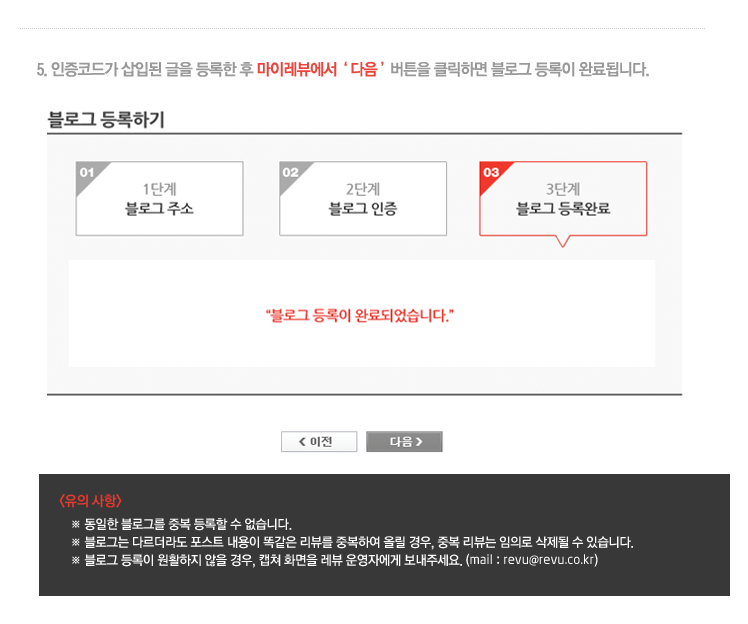 5. 인증코드가 삽입된 글을 등록한 후 마이레뷰에서 ‘ 다음 ’ 버튼을 클릭하면 블로그 등록이 완료됩니다.
블로그 등록하기
01
1단계
블로그 주소
02
2단계
블로그 인증
03
3단계
블로그 등록완료
“블로그 등록이 완료되었습니다.”
< 이전
다음 >
<유의 사항>
※ 동일한 블로그를 중복 등록할 수 없습니다.
※ 블로그는 다르더라도 포스트 내용이 똑같은 리뷰를 중복하여 올릴 경우, 중복 리뷰는 임의로 삭제될 수 있습니다.
※ 블로그 등록이 원활하지 않을 경우, 캡쳐 화면을 레뷰 운영자에게 보내주세요. (mail : revu@revu.co.kr)